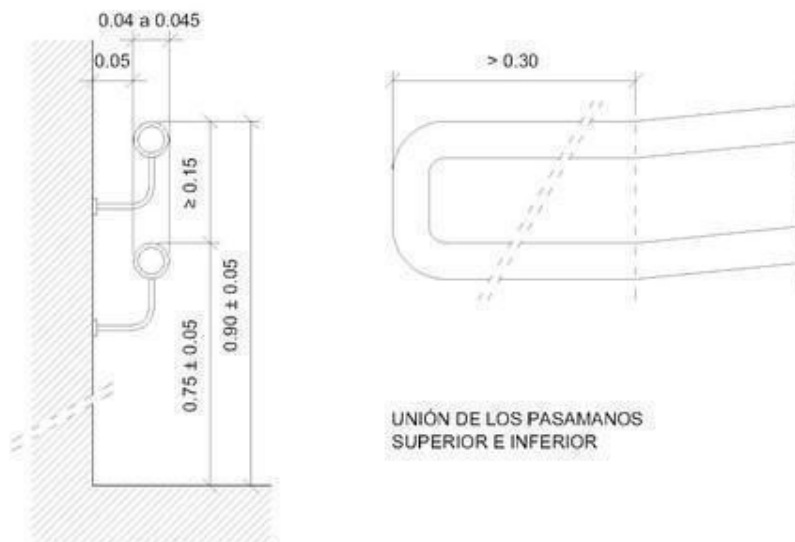 0.04 a 0.045
0.05
≥ 0.15
0.75 ± 0.05
0.90 ± 0.05
> 0.30
UNIÓN DE LOS PASAMANOS
SUPERIOR E INFERIOR